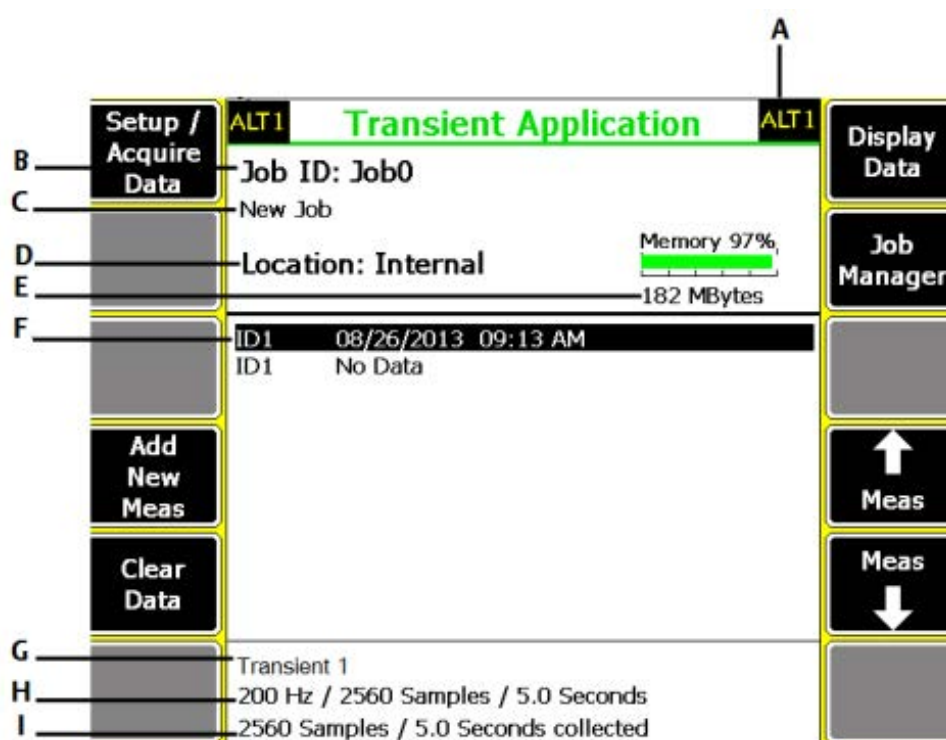 A
Setup /
Acquire
Data
ALT1
Transient Application
ALT1
Display
Data
B
Job ID: Job0
C
New Job
D
Location: Internal
Memory 97%
Job
Manager
E
182 MBytes
F
ID1 08/26/2013 09:13 AM
ID1 No Data
Add
New
Meas
Meas
Clear
Data
Meas
G
Transient 1
H
200 Hz / 2560 Samples / 5.0 Seconds
I
2560 Samples / 5.0 Seconds collected